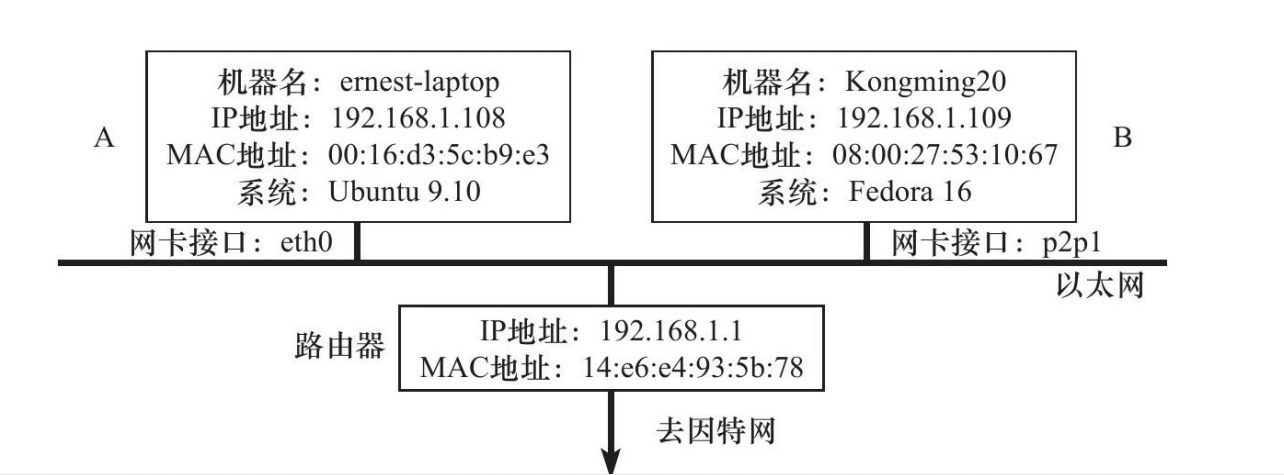 A
机器名：ernest-laptop
IP地址：192.168.1.108
MAC地址：00:16:d3:5c:b9:e3
系统：Ubuntu 9.10
机器名：Kongming20
IP地址：192.168.1.109
MAC地址：08:00:27:53:10:67
系统：Fedora 16
B
网卡接口：eth0
网卡接口：p2p1
以太网
路由器
IP地址：192.168.1.1
MAC地址：14:e6:e4:93:5b:78
去因特网